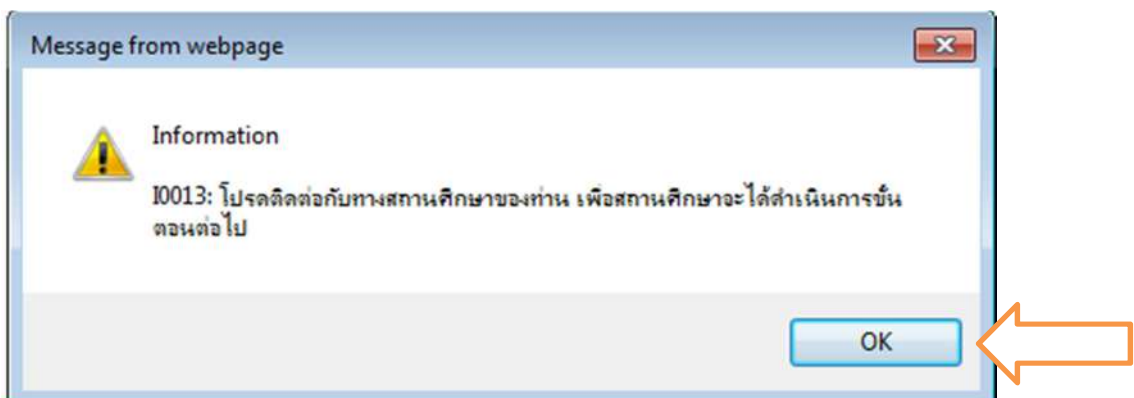 Message from webpage
Information
I0013: โปรดติดต่อกับทางสถานศึกษาของท่าน เพื่อสถานศึกษาจะได้ดำเนินการขั้น
ตอนต่อไป
OK